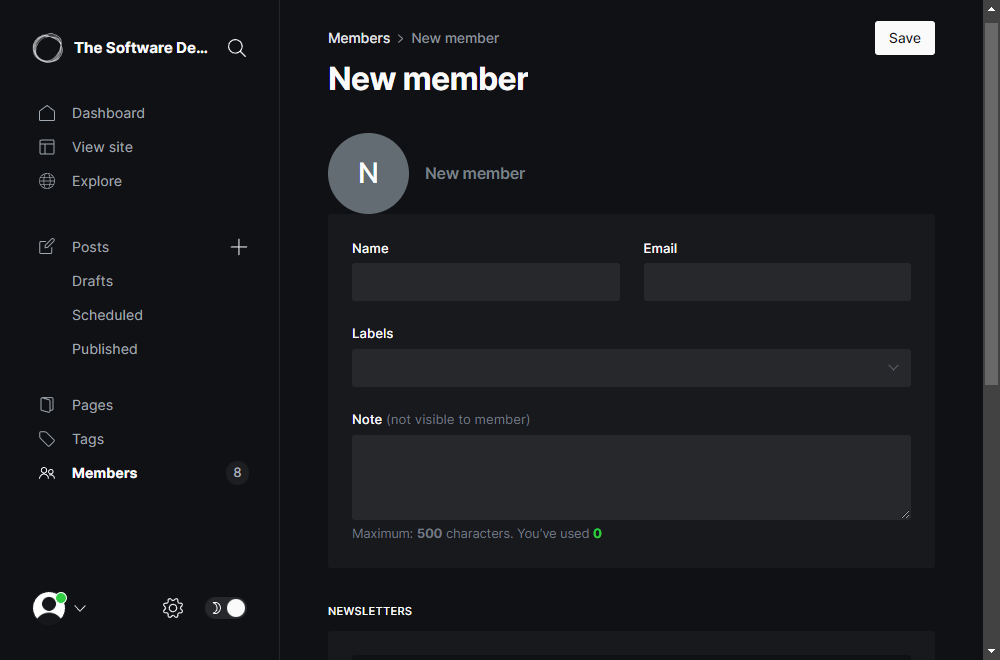 The Software De...
Dashboard
View site
Explore
Posts
Drafts
Scheduled
Published
Pages
Tags
Members 8
Members > New member
Save
New member
N
New member
Name Email
Labels
Note (not visible to member)
Maximum: 500 characters. You've used 0
NEWSLETTERS